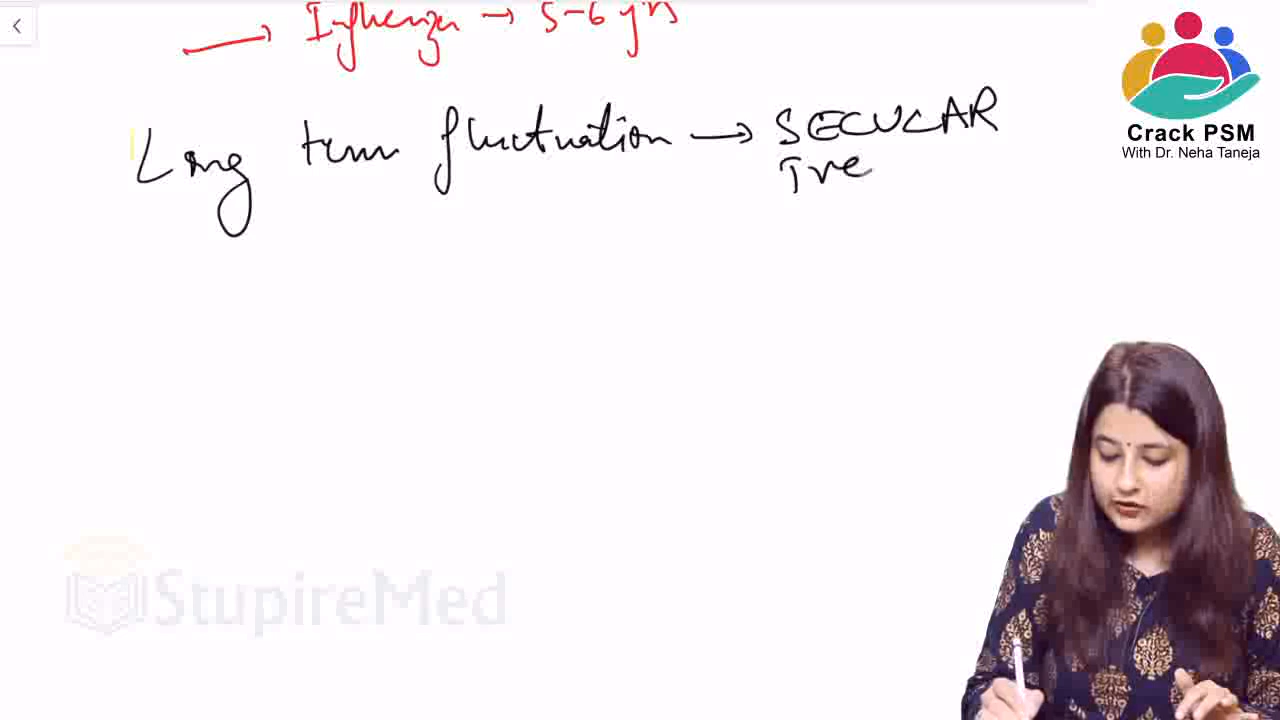 → Influenza → 5-6 yrs
Long term fluctuation → SECULAR
Tre
Crack PSM
With Dr. Neha Taneja
StupireMed